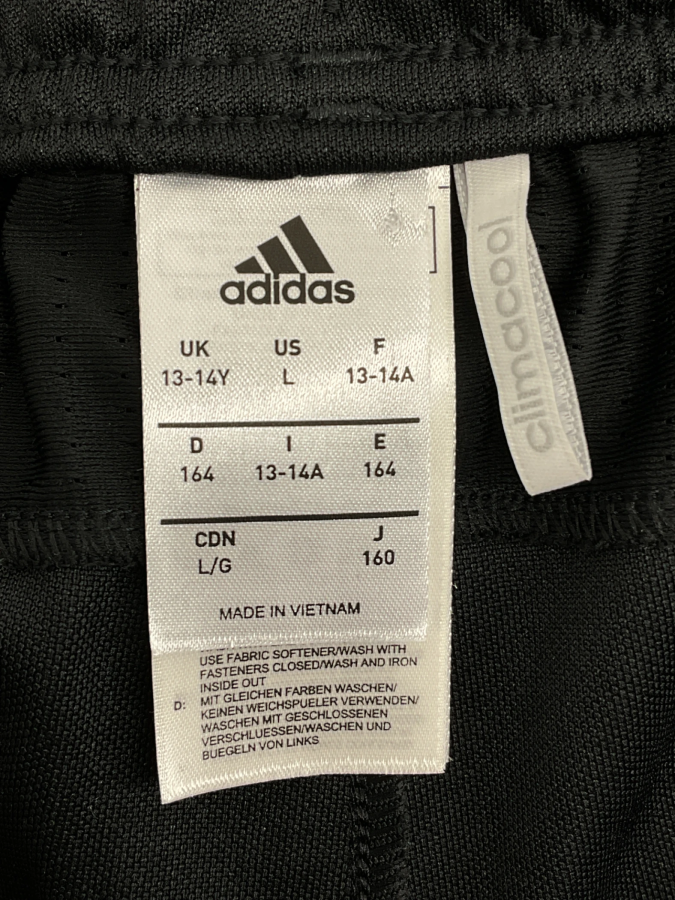 adidas
UK US F
13-14Y L 13-14A
D I E
164 13-14A 164
CDN J
L/G 160
MADE IN VIETNAM
USE FABRIC SOFTENER/WASH WITH
FASTENERS CLOSED/WASH AND IRON
INSIDE OUT
D: MIT GLEICHEN FARBEN WASCHEN/
KEINEN WEICHSPUELER VERWENDEN/
WASCHEN MIT GESCHLOSSENEN
VERSCHLUESSEN/WASCHEN UND
BUEGELN VON LINKS
climacool